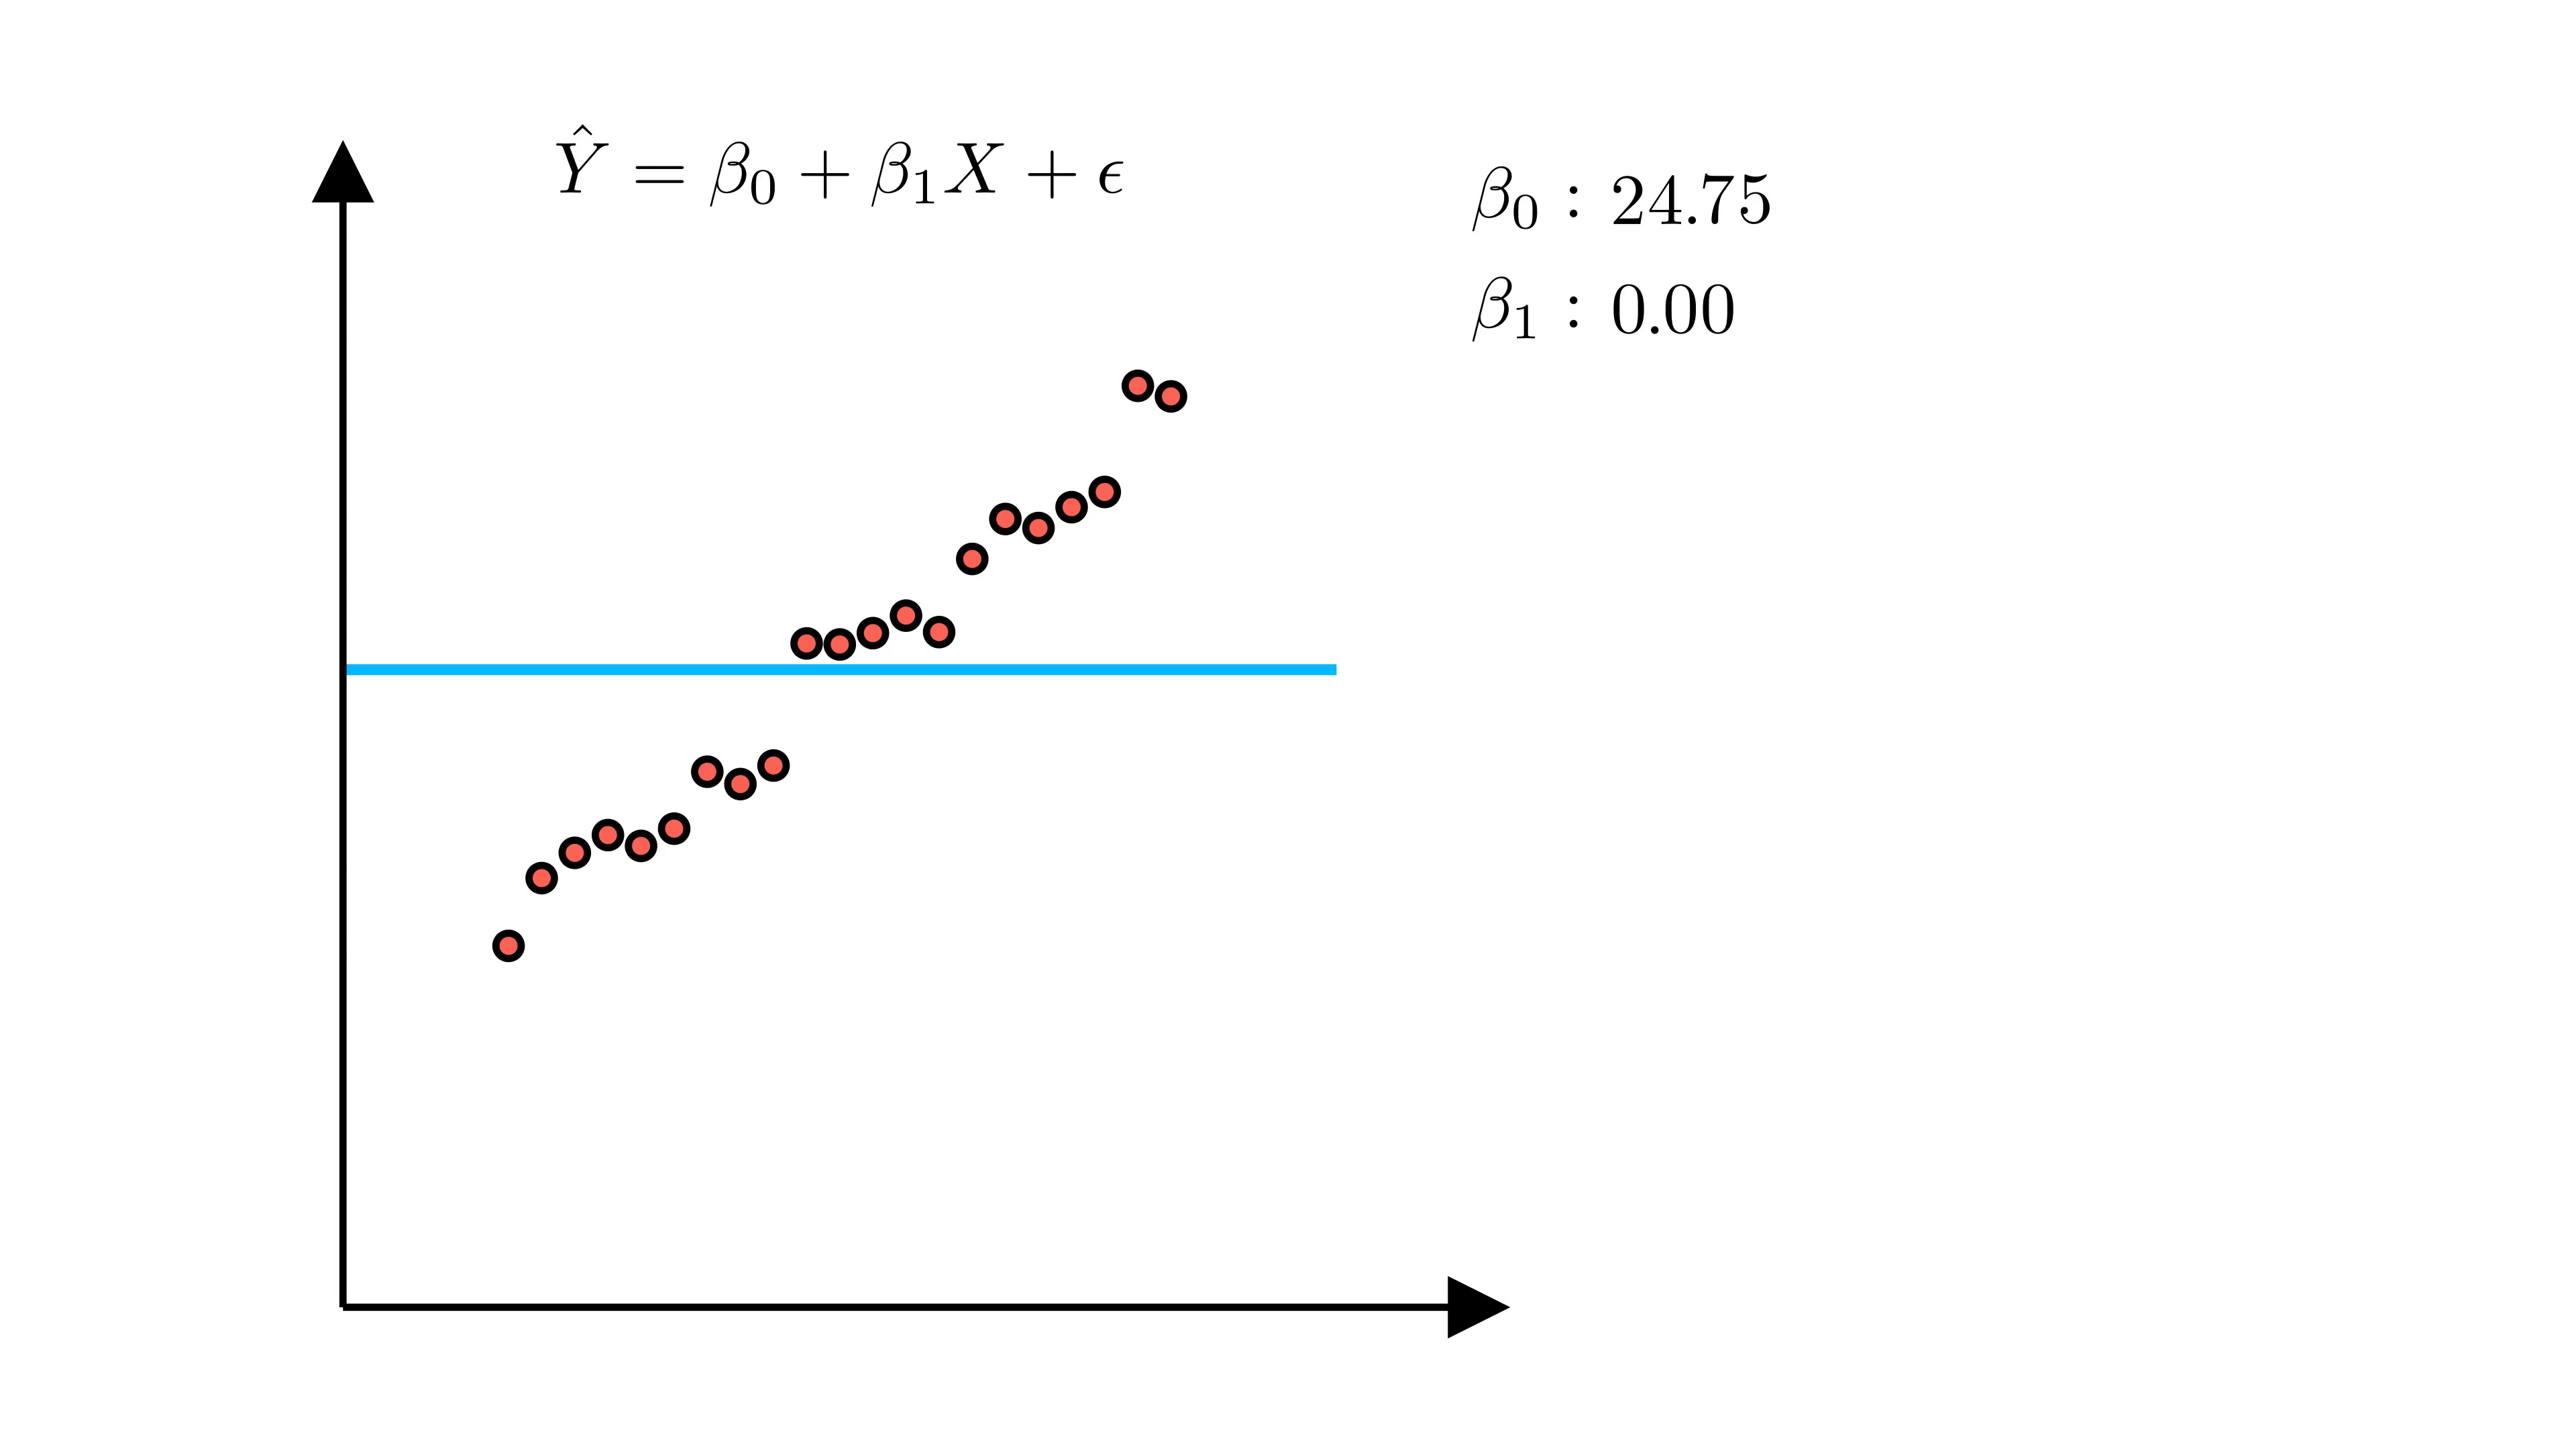 Ŷ = β₀ + β₁X + ϵ
β₀ : 24.75
β₁ : 0.00